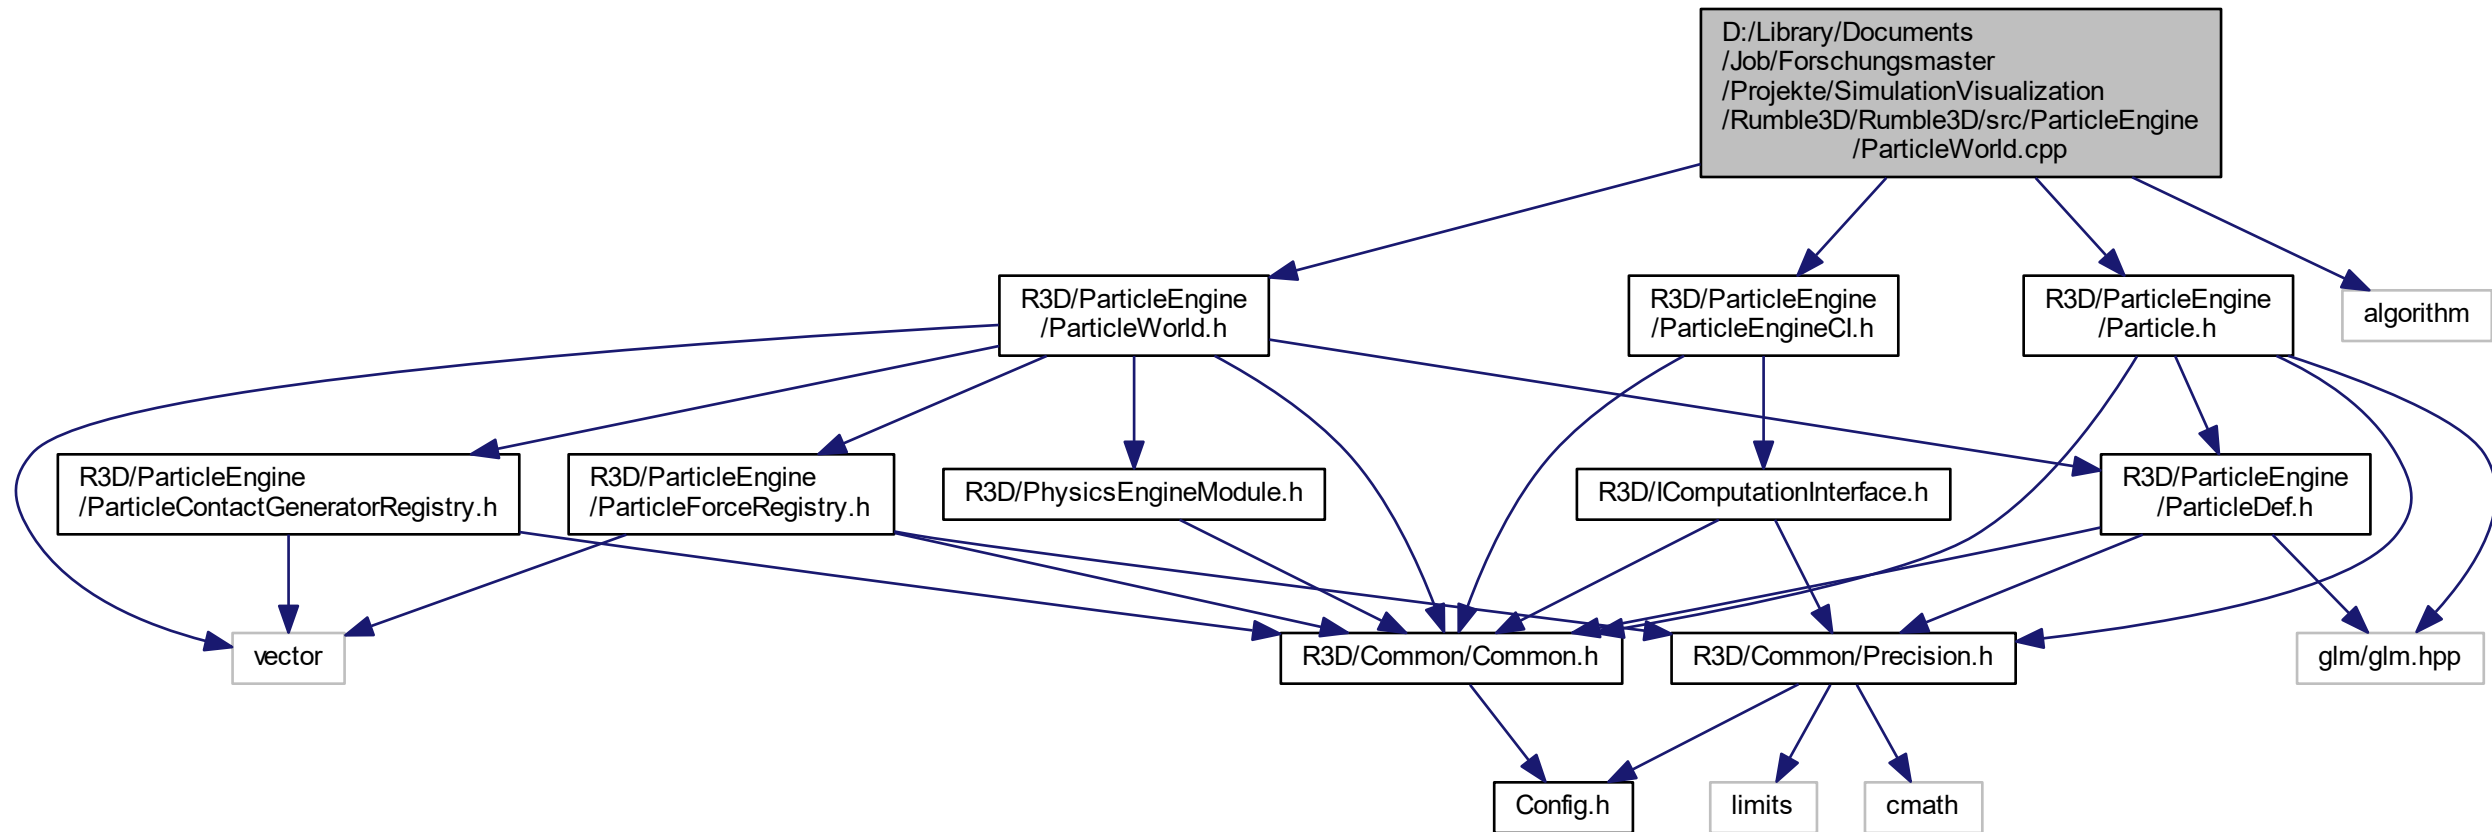 D:/Library/Documents
/Job/Forschungsmaster
/Projekte/SimulationVisualization
/Rumble3D/Rumble3D/src/ParticleEngine
/ParticleWorld.cpp
R3D/ParticleEngine
/ParticleWorld.h
R3D/ParticleEngine
/ParticleEngineCI.h
R3D/ParticleEngine
/Particle.h
algorithm
R3D/ParticleEngine
/ParticleContactGeneratorRegistry.h
R3D/ParticleEngine
/ParticleForceRegistry.h
R3D/PhysicsEngineModule.h
R3D/IComputationInterface.h
R3D/ParticleEngine
/ParticleDef.h
vector
R3D/Common/Common.h
R3D/Common/Precision.h
glm/glm.hpp
Config.h
limits
cmath